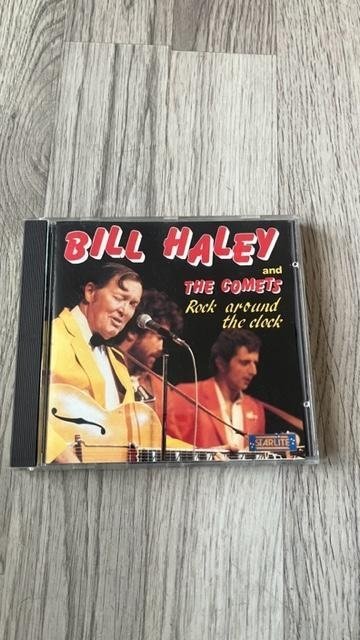 BILL HALEY
and
THE COMETS
Rock around
the clock
STARLITE